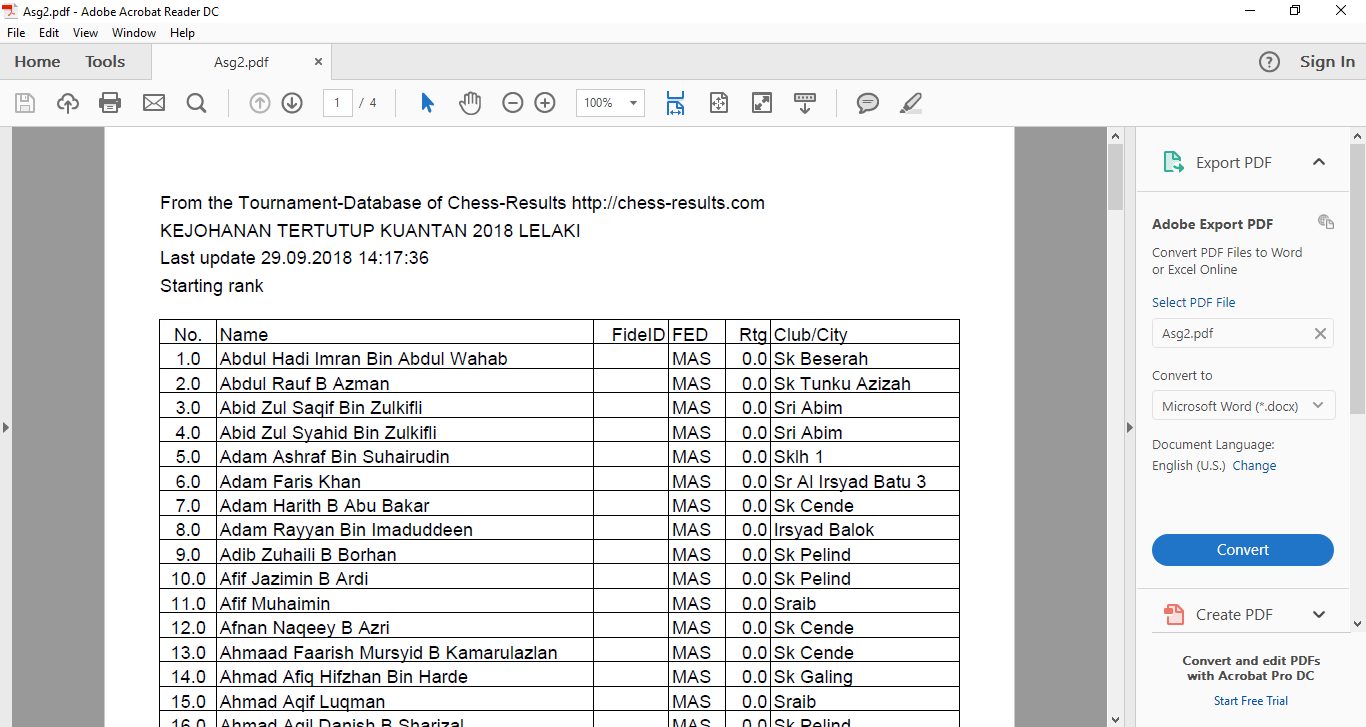 Asg2.pdf - Adobe Acrobat Reader DC
File Edit View Window Help
Home Tools Asg2.pdf × ? Sign In
1 / 4 100%
From the Tournament-Database of Chess-Results http://chess-results.com
KEJOHANAN TERTUTUP KUANTAN 2018 LELAKI
Last update 29.09.2018 14:17:36
Starting rank
No. Name FideID FED Rtg Club/City
1.0 Abdul Hadi Imran Bin Abdul Wahab MAS 0.0 Sk Beserah
2.0 Abdul Rauf B Azman MAS 0.0 Sk Tunku Azizah
3.0 Abid Zul Saqif Bin Zulkifli MAS 0.0 Sri Abim
4.0 Abid Zul Syahid Bin Zulkifli MAS 0.0 Sri Abim
5.0 Adam Ashraf Bin Suhairudin MAS 0.0 Sklh 1
6.0 Adam Faris Khan MAS 0.0 Sr Al Irsyad Batu 3
7.0 Adam Harith B Abu Bakar MAS 0.0 Sk Cende
8.0 Adam Rayyan Bin Imaduddeen MAS 0.0 Irsyad Balok
9.0 Adib Zuhaili B Borhan MAS 0.0 Sk Pelind
10.0 Afif Jazimin B Ardi MAS 0.0 Sk Pelind
11.0 Afif Muhaimin MAS 0.0 Sraib
12.0 Afnan Naqeey B Azri MAS 0.0 Sk Cende
13.0 Ahmaad Faarish Mursyid B Kamarulazlan MAS 0.0 Sk Cende
14.0 Ahmad Afiq Hifzhan Bin Harde MAS 0.0 Sk Galing
15.0 Ahmad Aqif Luqman MAS 0.0 Sraib
16.0 Ahmad Aqil Danish B Sharizal MAS 0.0 Sk Pelind
Export PDF
Adobe Export PDF
Convert PDF Files to Word
or Excel Online
Select PDF File
Asg2.pdf
Convert to
Microsoft Word (*.docx)
Document Language:
English (U.S.) Change
Convert
Create PDF
Convert and edit PDFs
with Acrobat Pro DC
Start Free Trial